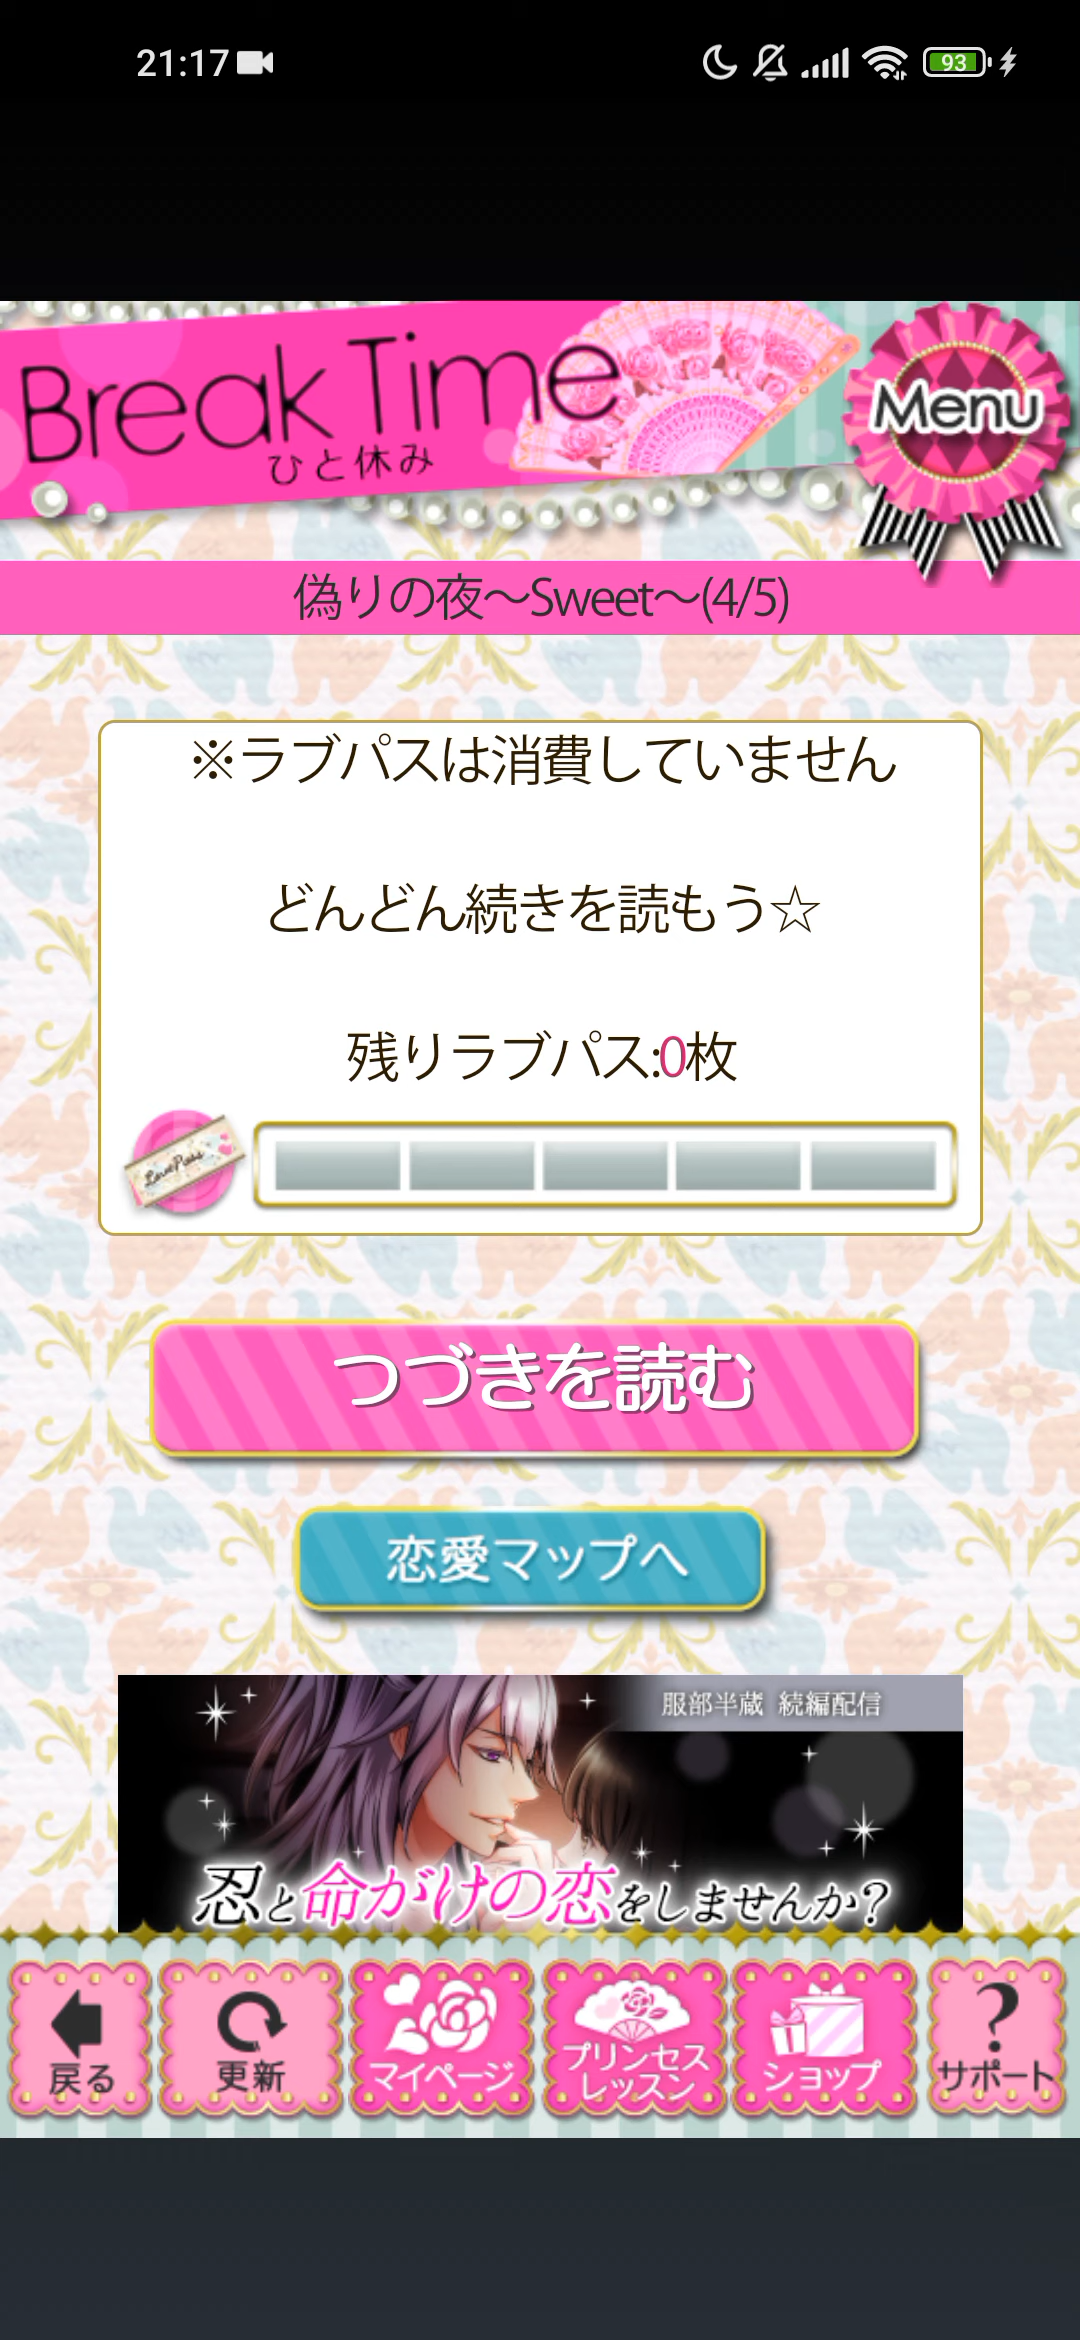 21:17
93
Break Time
ひと休み
Menu
偽りの夜～Sweet～(4/5)
※ラブパスは消費していません
どんどん続きを読もう☆
残りラブパス:0枚
Love Pass
つづきを読む
恋愛マップへ
服部半蔵 続編配信
忍と命がけの恋をしませんか?
戻る
更新
マイページ
プリンセス
レッスン
ショップ
?
サポート